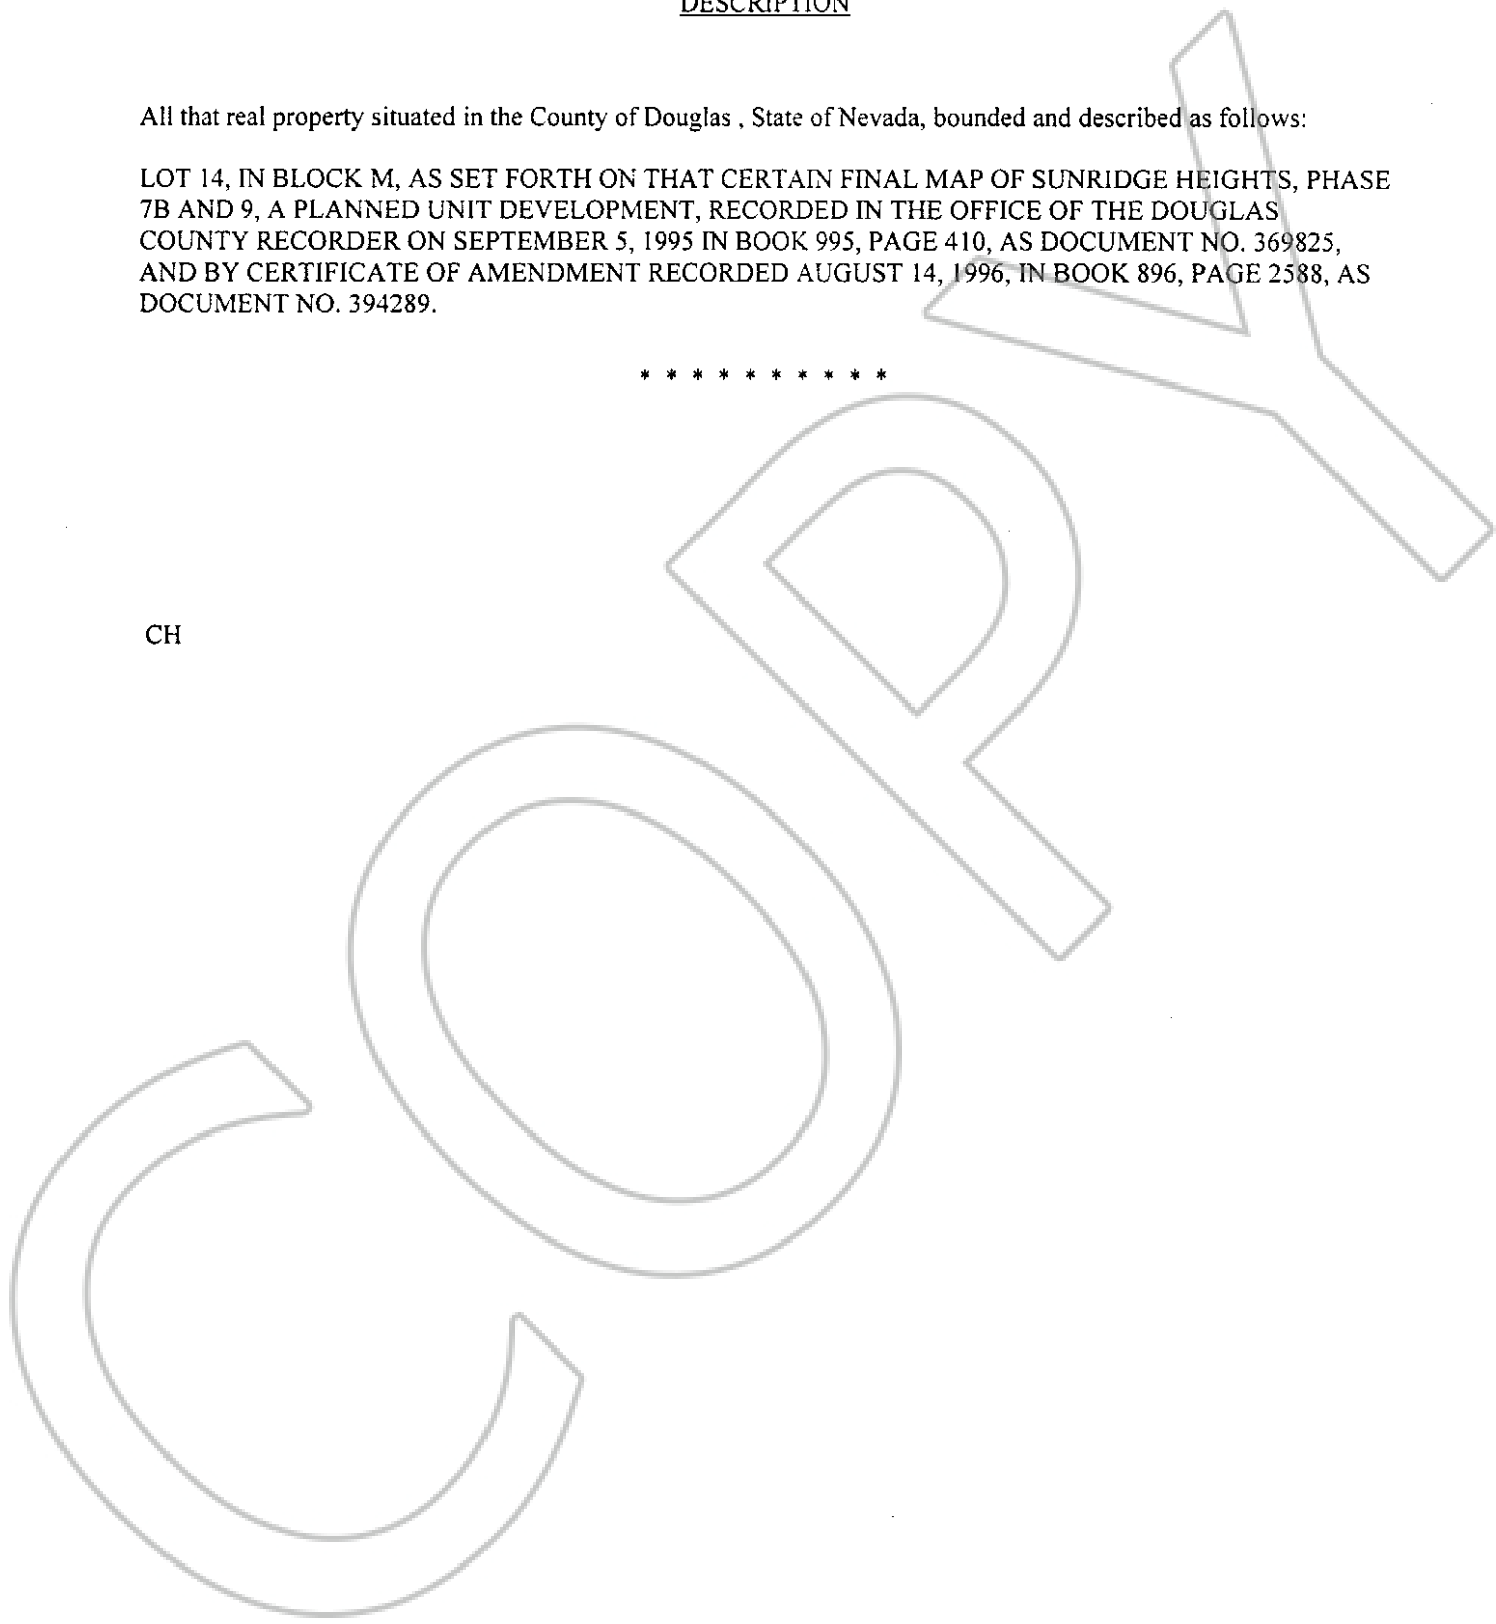 DESCRIPTION
All that real property situated in the County of Douglas , State of Nevada, bounded and described as follows:
LOT 14, IN BLOCK M, AS SET FORTH ON THAT CERTAIN FINAL MAP OF SUNRIDGE HEIGHTS, PHASE
7B AND 9, A PLANNED UNIT DEVELOPMENT, RECORDED IN THE OFFICE OF THE DOUGLAS
COUNTY RECORDER ON SEPTEMBER 5, 1995 IN BOOK 995, PAGE 410, AS DOCUMENT NO. 369825,
AND BY CERTIFICATE OF AMENDMENT RECORDED AUGUST 14, 1996, IN BOOK 896, PAGE 2588, AS
DOCUMENT NO. 394289.
* * * * * * * * * *
CH
COPY